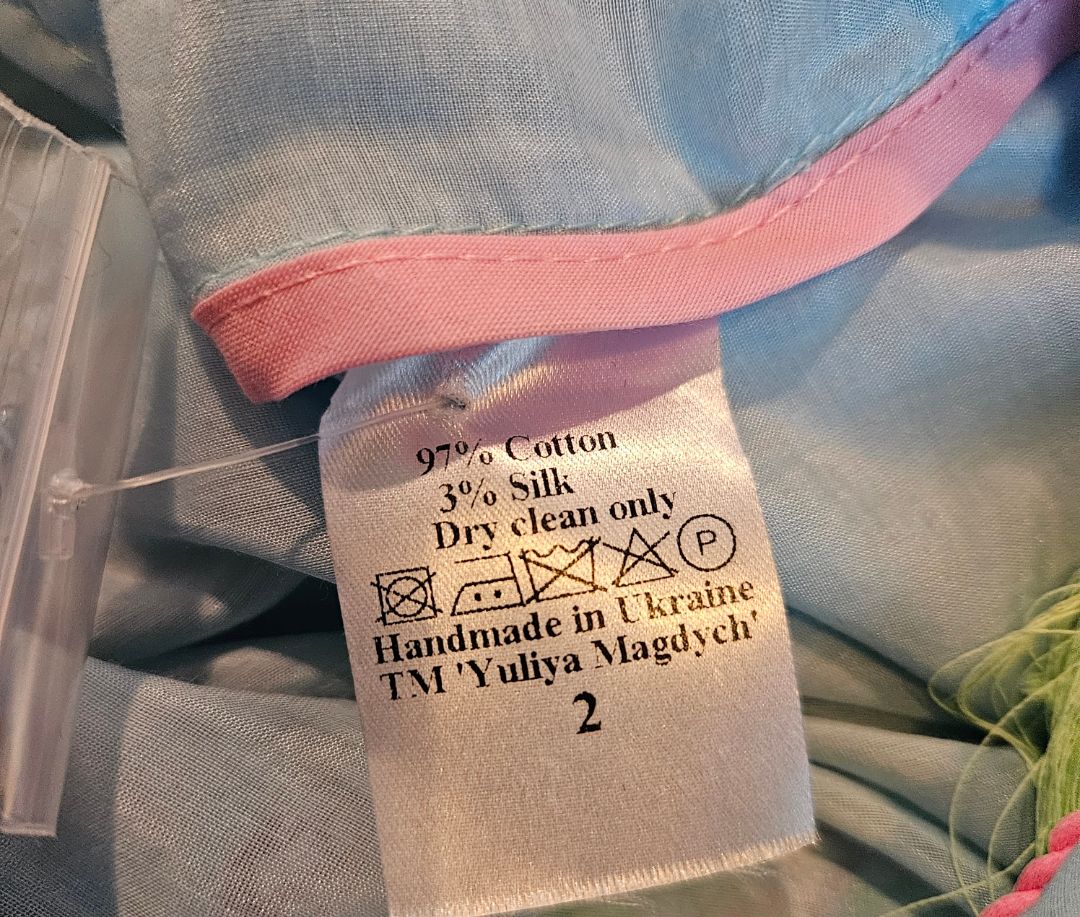 97% Cotton
3% Silk
Dry clean only
P
Handmade in Ukraine
TM 'Yuliya Magdych'
2